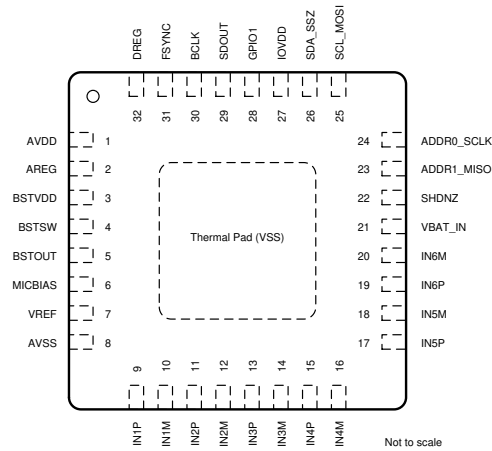 DREG
FSYNC
BCLK
SDOUT
GPIO1
IOVDD
SDA_SSZ
SCL_MOSI
32
31
30
29
28
27
26
25
AVDD 1
AREG 2
BSTVDD 3
BSTSW 4
BSTOUT 5
MICBIAS 6
VREF 7
AVSS 8
Thermal Pad (VSS)
24 ADDR0_SCLK
23 ADDR1_MISO
22 SHDNZ
21 VBAT_IN
20 IN6M
19 IN6P
18 IN5M
17 IN5P
9
10
11
12
13
14
15
16
IN1P
IN1M
IN2P
IN2M
IN3P
IN3M
IN4P
IN4M
Not to scale